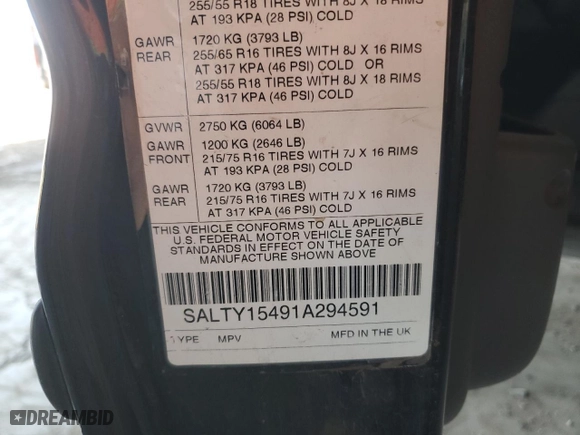 255/55 R18 TIRES WITH 8J X 18 RIMS
AT 193 KPA (28 PSI) COLD
GAWR 1720 KG (3793 LB)
REAR 255/65 R16 TIRES WITH 8J X 16 RIMS
AT 317 KPA (46 PSI) COLD OR
255/55 R18 TIRES WITH 8J X 18 RIMS
AT 317 KPA (46 PSI) COLD
GVWR 2750 KG (6064 LB)
GAWR 1200 KG (2646 LB)
FRONT 215/75 R16 TIRES WITH 7J X 16 RIMS
AT 193 KPA (28 PSI) COLD
GAWR 1720 KG (3793 LB)
REAR 215/75 R16 TIRES WITH 7J X 16 RIMS
AT 317 KPA (46 PSI) COLD
THIS VEHICLE CONFORMS TO ALL APPLICABLE
U.S. FEDERAL MOTOR VEHICLE SAFETY
STANDARDS IN EFFECT ON THE DATE OF
MANUFACTURE SHOWN ABOVE
SALTY15491A294591
TYPE MPV MFD IN THE UK
DREAMBID